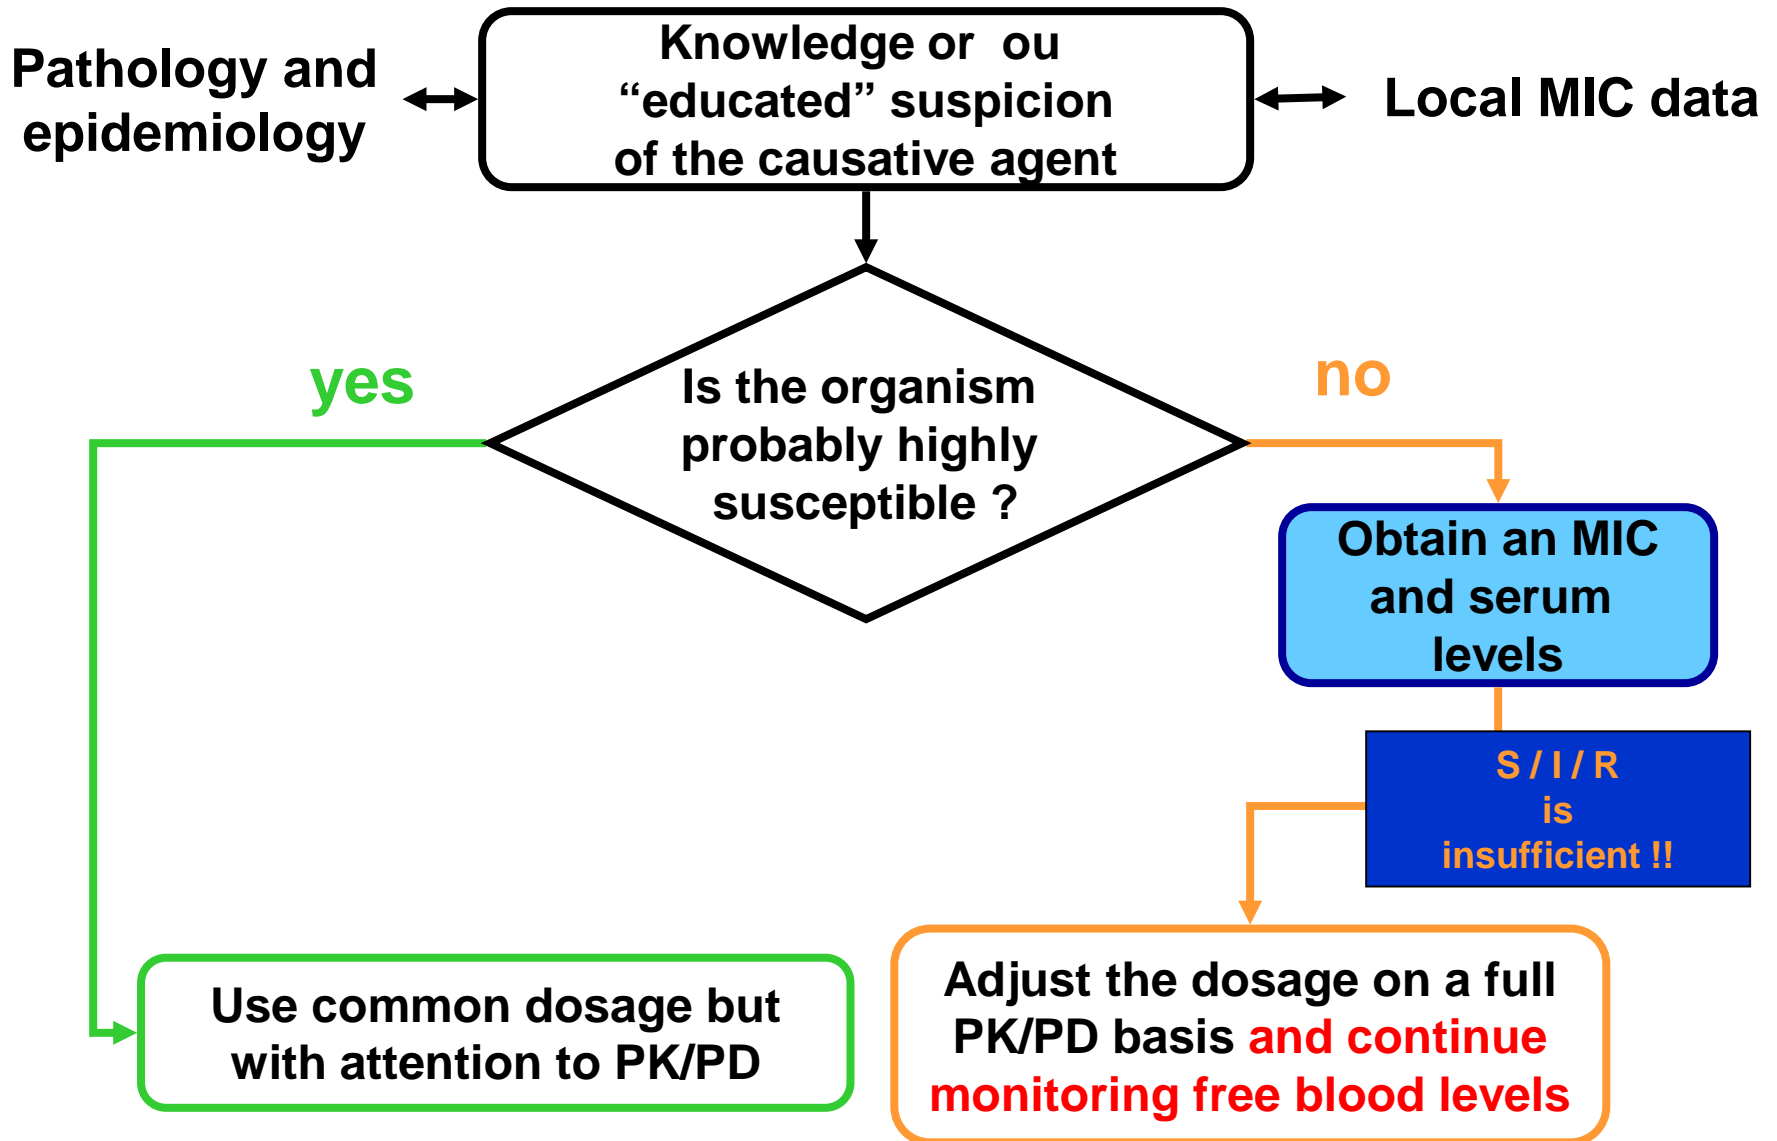 Pathology and
epidemiology
Knowledge or ou
“educated” suspicion
of the causative agent
Local MIC data
yes
Is the organism
probably highly
susceptible ?
no
Obtain an MIC
and serum
levels
S / I / R
is
insufficient !!
Use common dosage but
with attention to PK/PD
Adjust the dosage on a full
PK/PD basis and continue
monitoring free blood levels